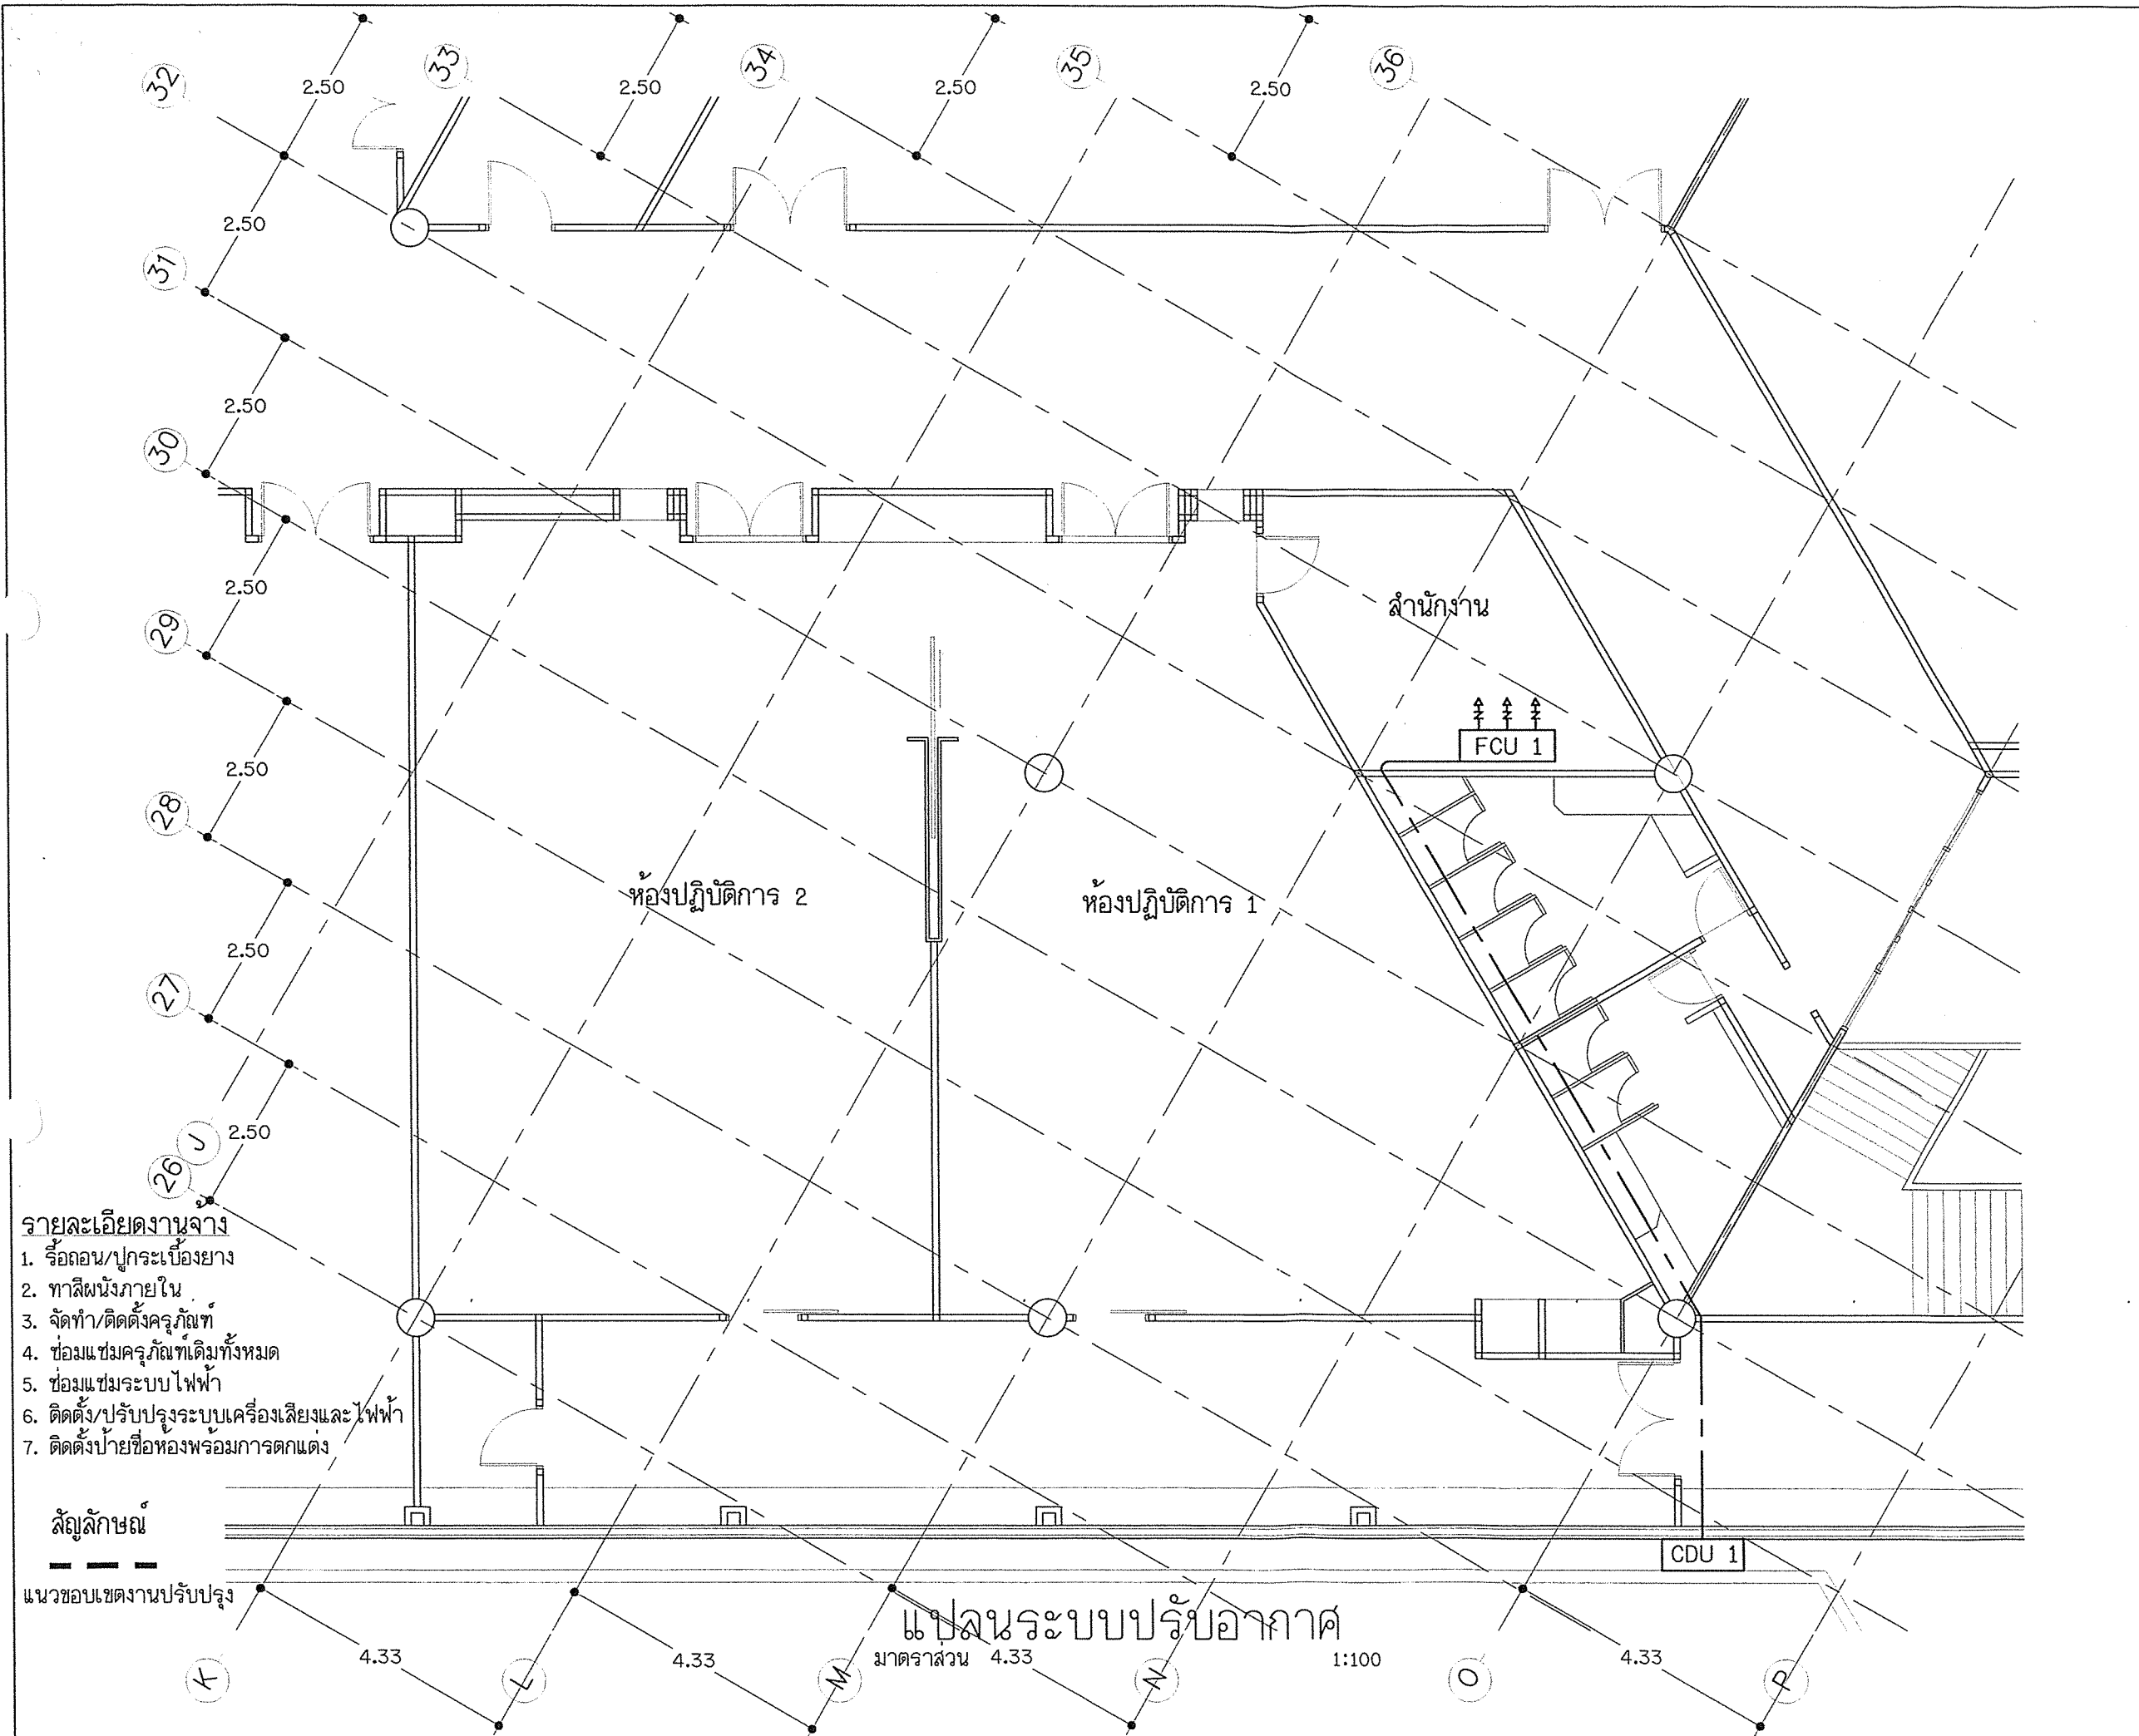 32
33
34
35
36
2.50
2.50
2.50
2.50
2.50
31
2.50
30
2.50
29
สำนักงาน
2.50
FCU 1
28
ห้องปฏิบัติการ 2
ห้องปฏิบัติการ 1
2.50
27
2.50
J
26
รายละเอียดงานจ้าง
1. รื้อถอน/ปูกระเบื้องยาง
2. ทาสีผนังภายใน
3. จัดทำ/ติดตั้งครุภัณฑ์
4. ซ่อมแซมครุภัณฑ์เดิมทั้งหมด
5. ซ่อมแซมระบบไฟฟ้า
6. ติดตั้ง/ปรับปรุงระบบเครื่องเสียงและไฟฟ้า
7. ติดตั้งป้ายชื่อห้องพร้อมการตกแต่ง
สัญลักษณ์
แนวขอบเขตงานปรับปรุง
CDU 1
แปลนระบบปรับอากาศ
มาตราส่วน 1:100
4.33
4.33
4.33
4.33
K
L
M
N
O
P